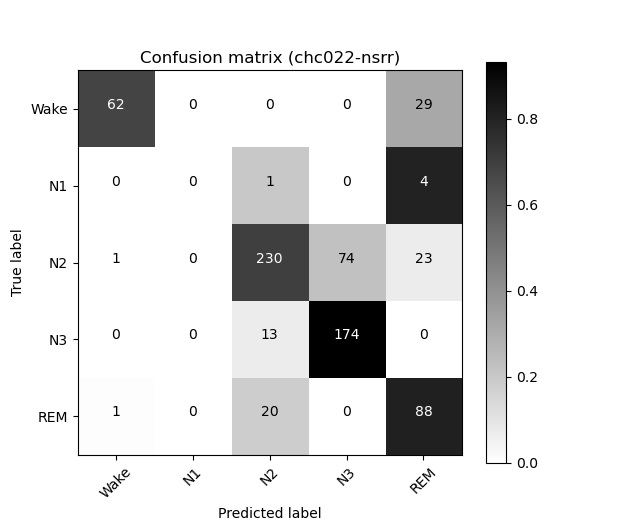 Confusion matrix (chc022-nsrr)
Wake 62 0 0 0 29
N1 0 0 1 0 4
N2 1 0 230 74 23
N3 0 0 13 174 0
REM 1 0 20 0 88
Wake N1 N2 N3 REM
True label
Predicted label
0.8
0.6
0.4
0.2
0.0